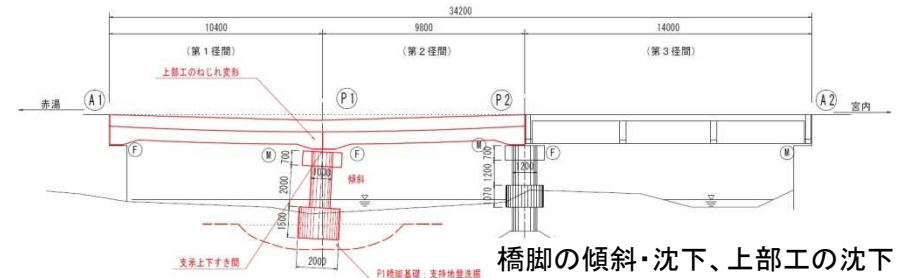 34200
10400 9800 14000
(第1径間) (第2径間) (第3径間)
上部工のねじれ変形
赤湯 A1 P1 P2 A2 宮内
F M F M F M
700 1000 2000 1500 2000
傾斜
700 1200 1200 1070
支承上下すき間
P1橋脚基礎:支持地盤洗掘
橋脚の傾斜・沈下、上部工の沈下